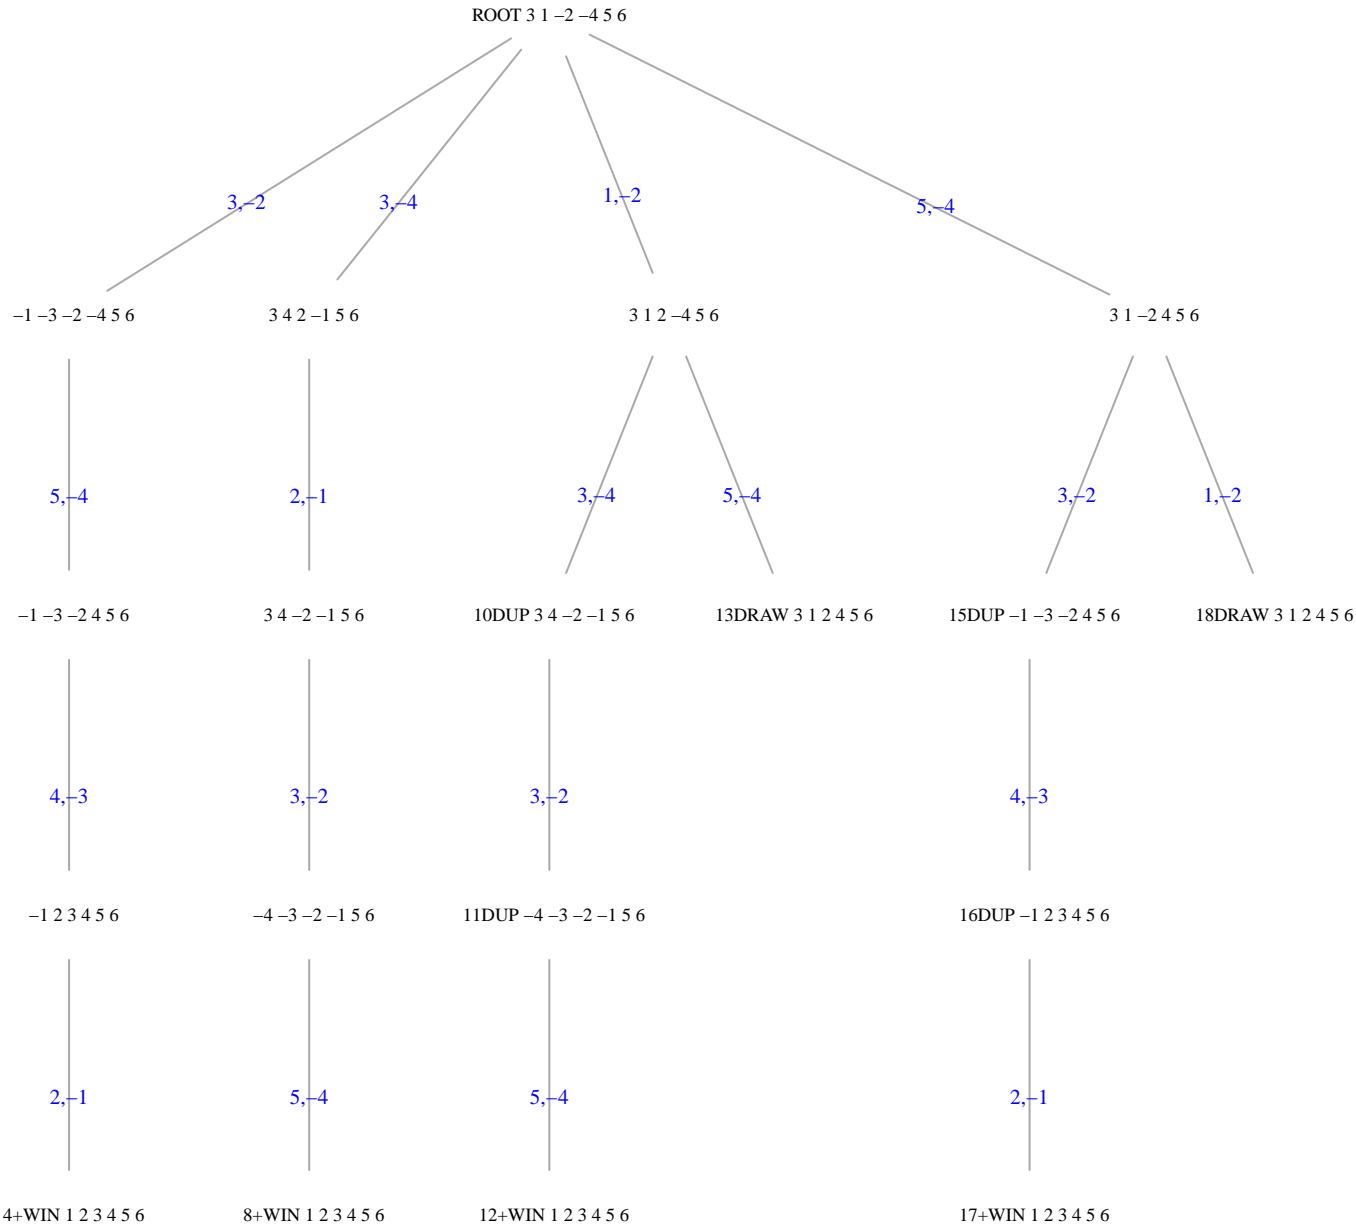 ROOT 3 1 –2 –4 5 6
3,–2
3,–4
1,–2
5,–4
–1 –3 –2 –4 5 6
3 4 2 –1 5 6
3 1 2 –4 5 6
3 1 –2 4 5 6
5,–4
2,–1
3,–4
5,–4
3,–2
1,–2
–1 –3 –2 4 5 6
3 4 –2 –1 5 6
10DUP 3 4 –2 –1 5 6
13DRAW 3 1 2 4 5 6
15DUP –1 –3 –2 4 5 6
18DRAW 3 1 2 4 5 6
4,–3
3,–2
3,–2
4,–3
–1 2 3 4 5 6
–4 –3 –2 –1 5 6
11DUP –4 –3 –2 –1 5 6
16DUP –1 2 3 4 5 6
2,–1
5,–4
5,–4
2,–1
4+WIN 1 2 3 4 5 6
8+WIN 1 2 3 4 5 6
12+WIN 1 2 3 4 5 6
17+WIN 1 2 3 4 5 6